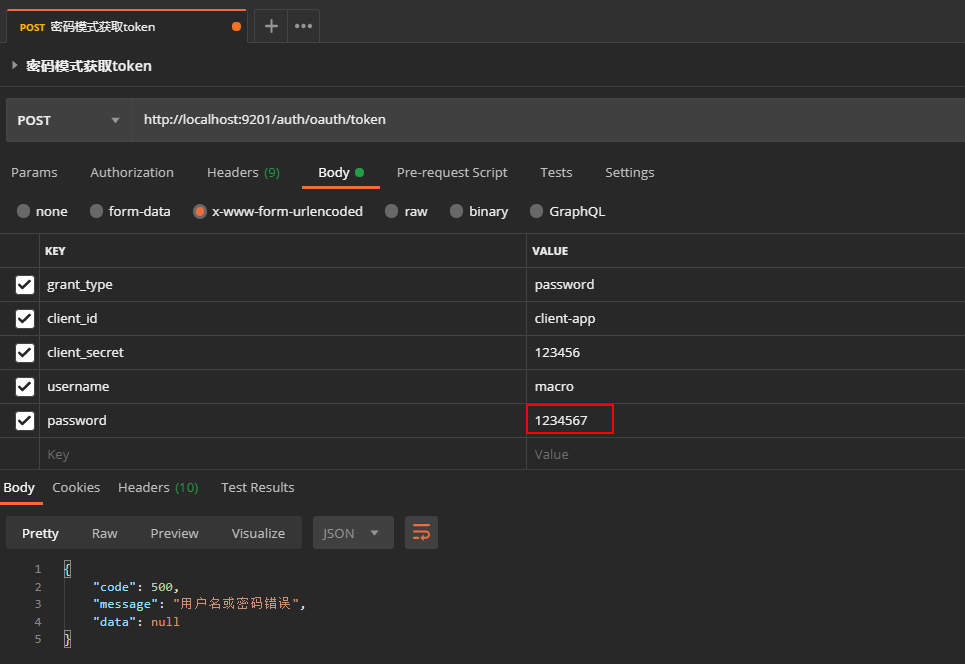 POST 密码模式获取token
密码模式获取token
POST http://localhost:9201/auth/oauth/token
Params Authorization Headers (9) Body Pre-request Script Tests Settings
none form-data x-www-form-urlencoded raw binary GraphQL
KEY VALUE
grant_type password
client_id client-app
client_secret 123456
username macro
password 1234567
Key Value
Body Cookies Headers (10) Test Results
Pretty Raw Preview Visualize JSON
1 {
2 "code": 500,
3 "message": "用户名或密码错误",
4 "data": null
5 }